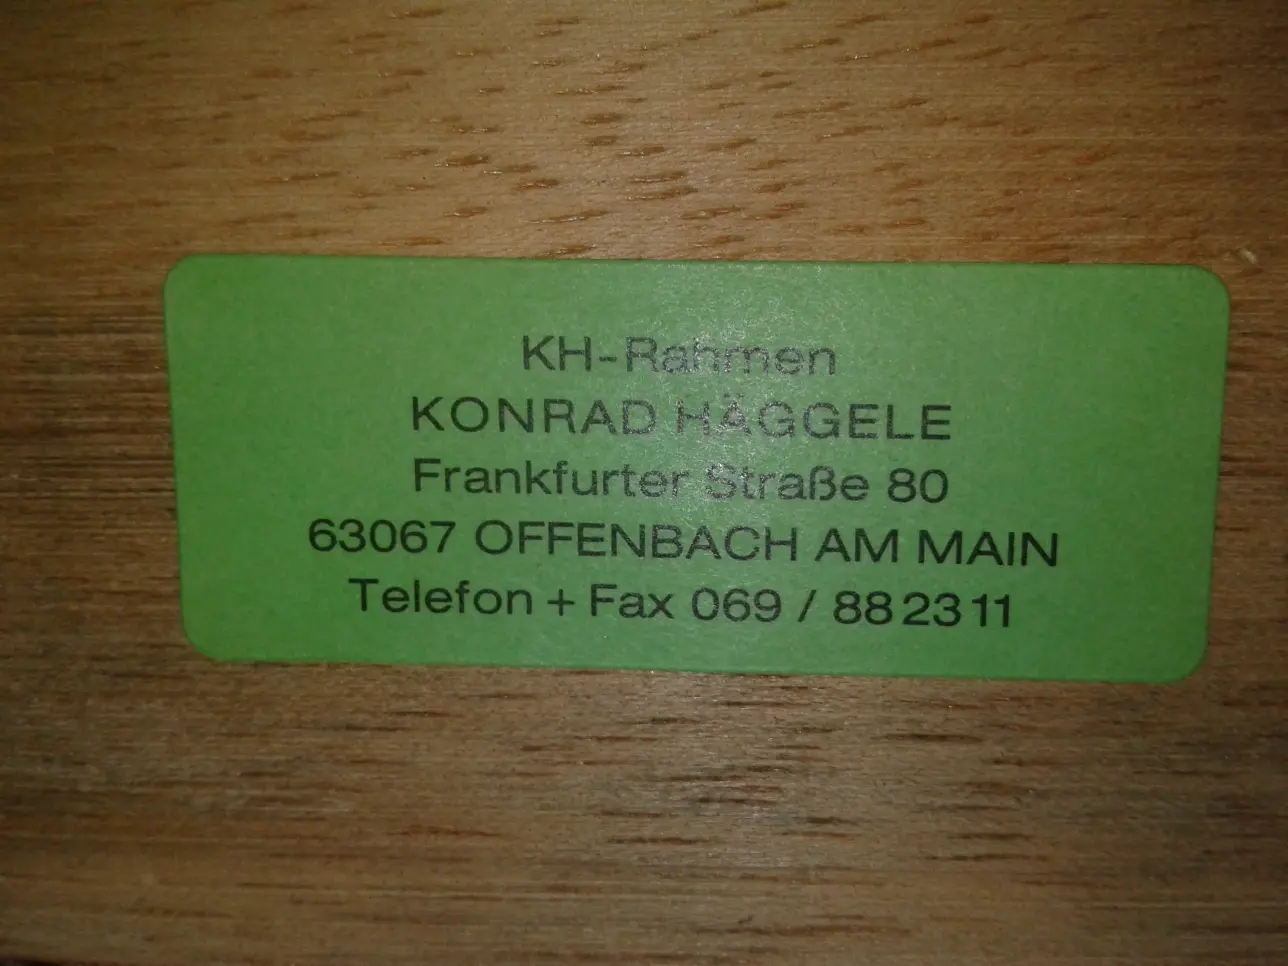 KH-Rahmen
KONRAD HÄGGELE
Frankfurter Straße 80
63067 OFFENBACH AM MAIN
Telefon + Fax 069 / 88 23 11